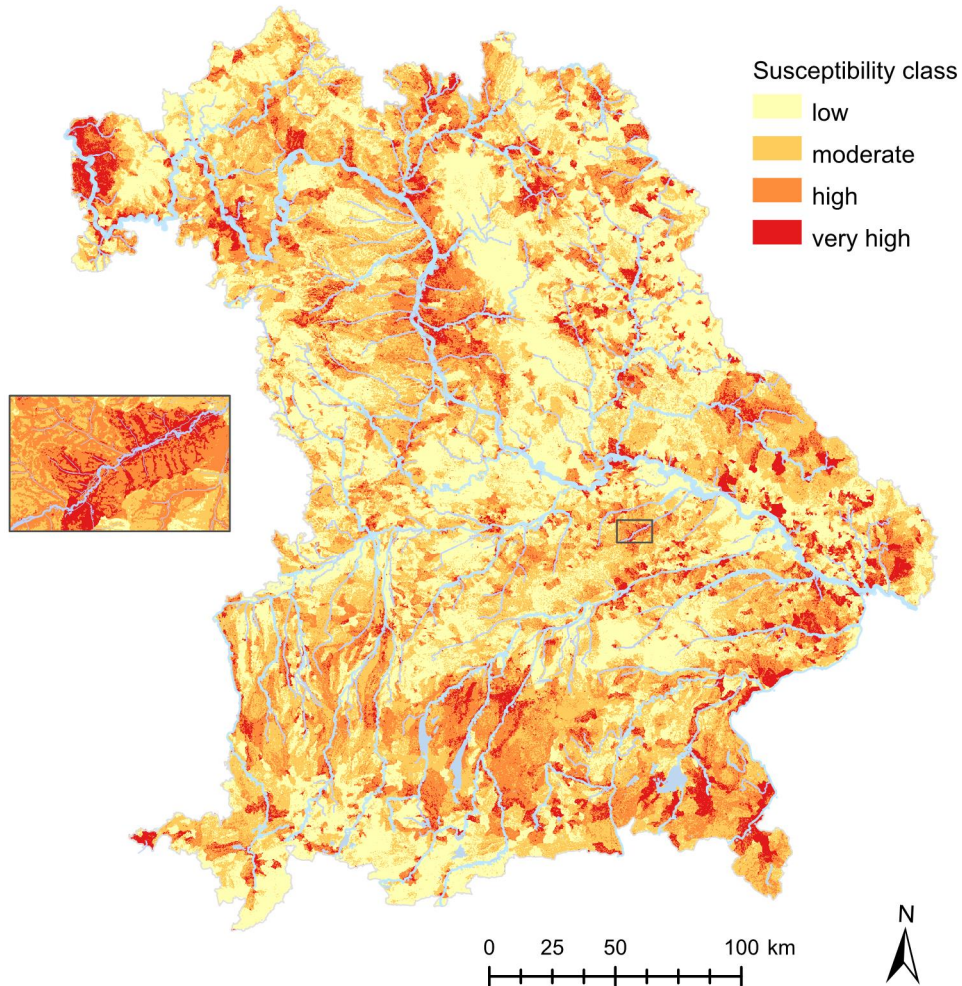 Susceptibility class
low
moderate
high
very high
N
0 25 50 100 km